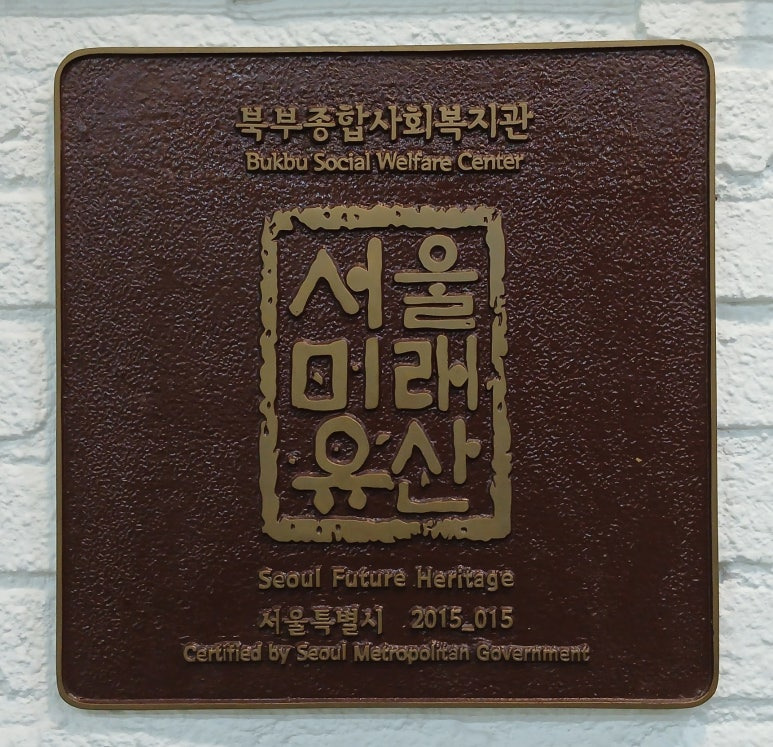 북부종합사회복지관
Bukbu Social Welfare Center
서울
미래
유산
Seoul Future Heritage
서울특별시 2015_015
Certified by Seoul Metropolitan Government